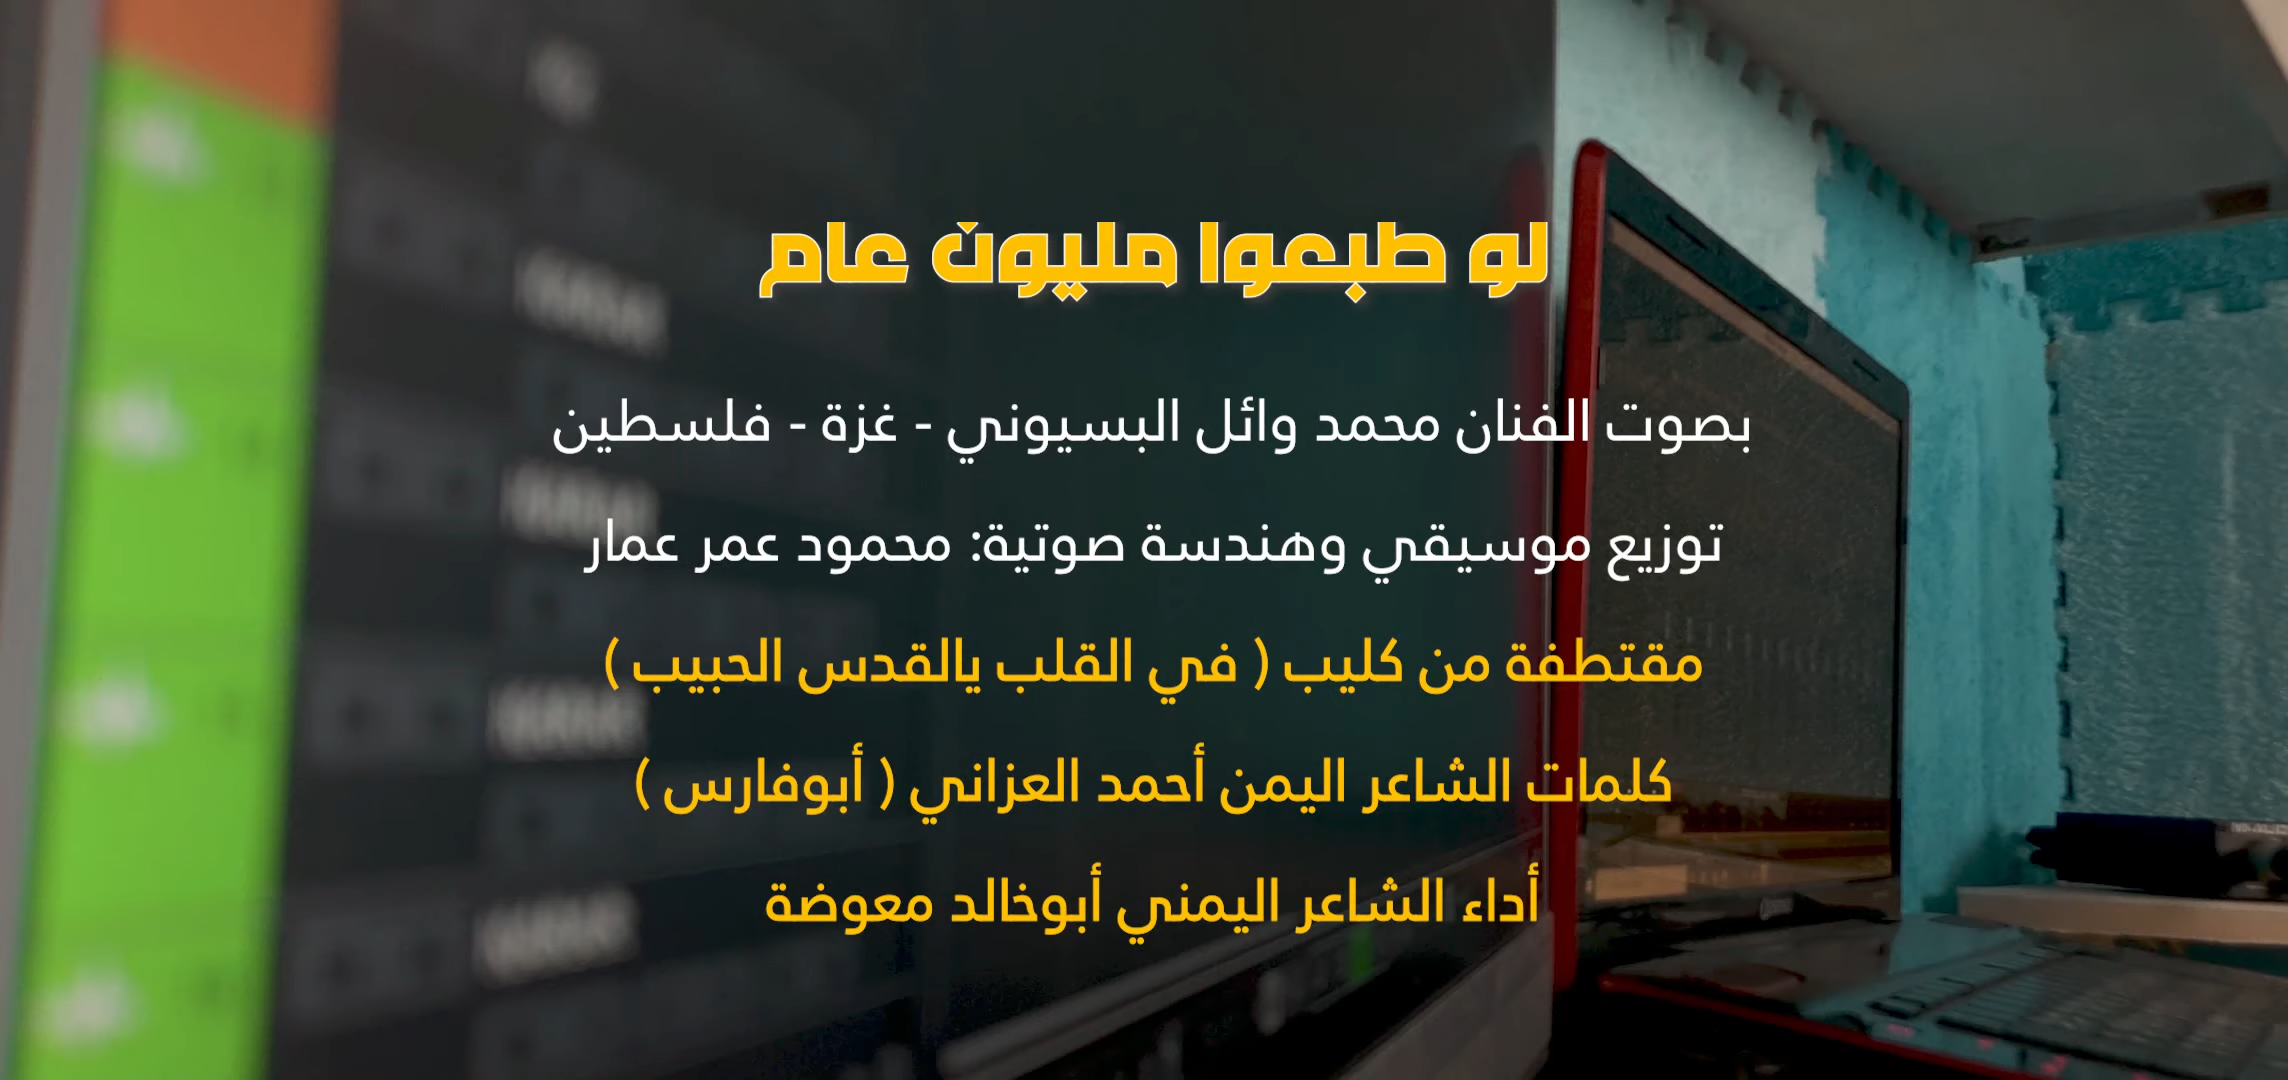 لو طبعوا مليون عام
بصوت الفنان محمد وائل البسيوني - غزة - فلسطين
توزيع موسيقي وهندسة صوتية: محمود عمر عمار
مقتطفة من كليب ( في القلب يالقدس الحبيب )
كلمات الشاعر اليمن أحمد العزاني ( أبوفارس )
أداء الشاعر اليمني أبوخالد معوضة